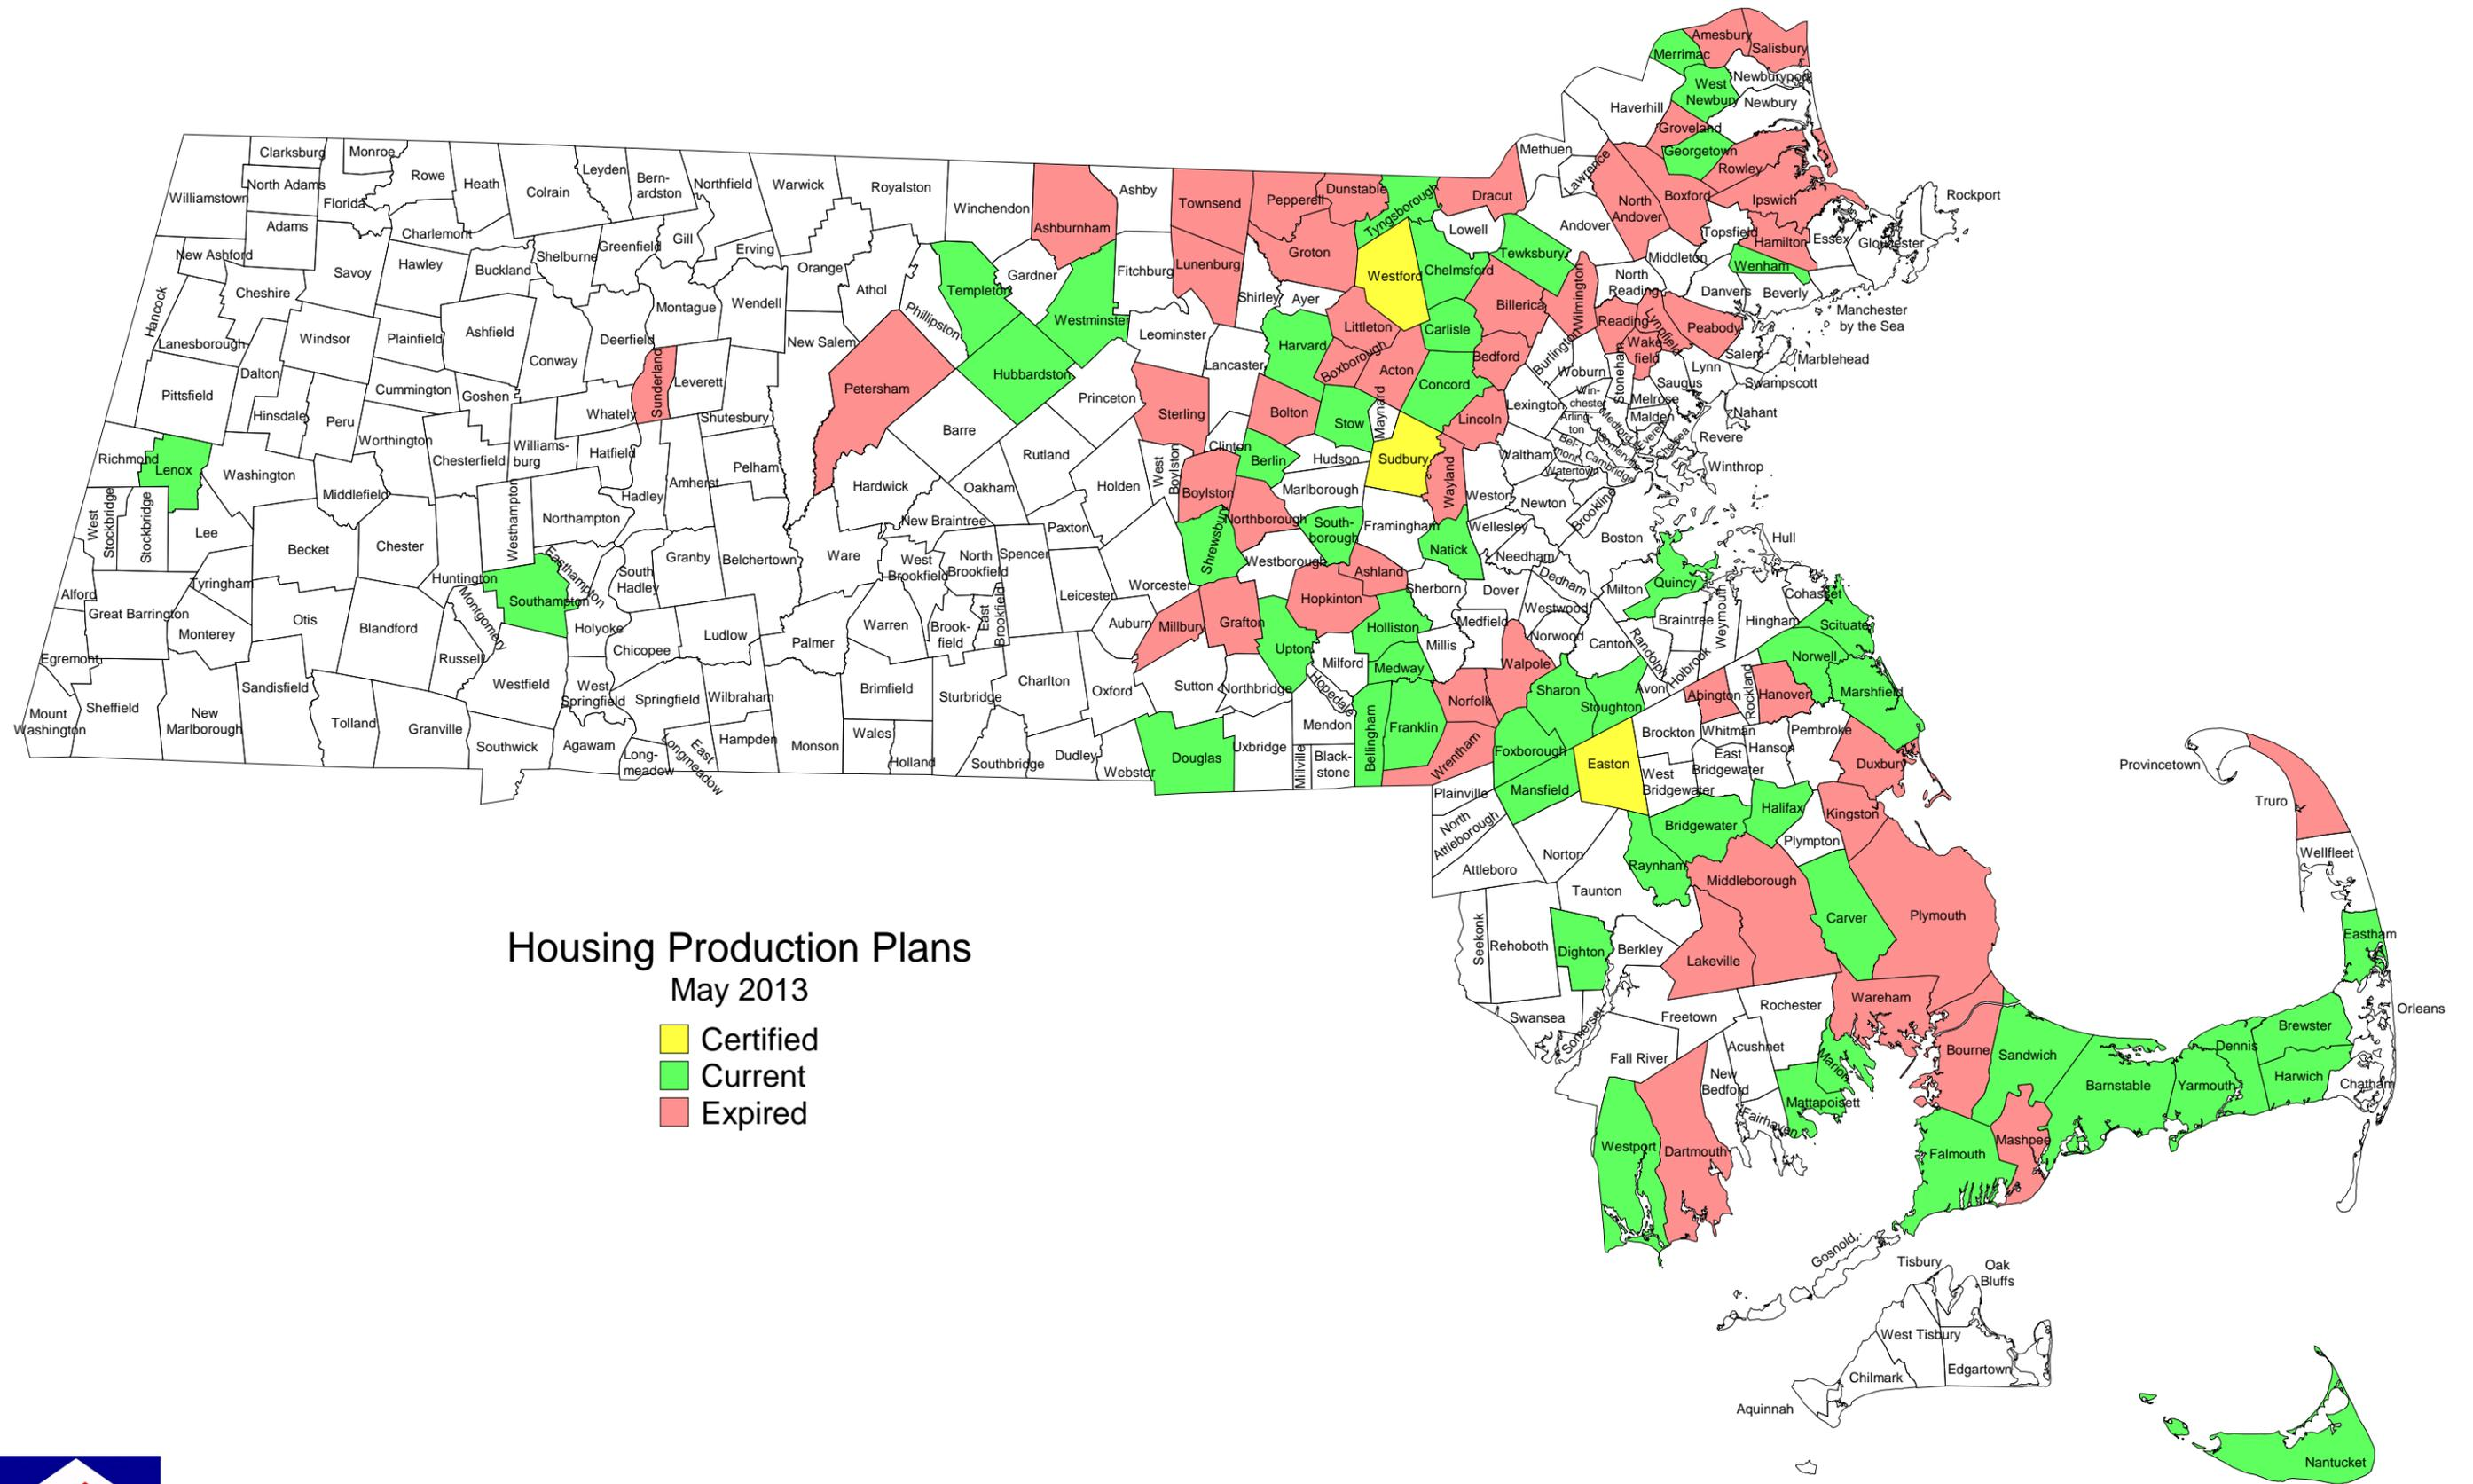 Amesbury
Salisbury
Merrimac
Newburyport
West
Newbury
Newbury
Haverhill
Groveland
Georgetown
Rowley
Methuen
Lawrence
North
Andover
Boxford
Ipswich
Rockport
Topsfield
Hamilton
Essex
Gloucester
Wenham
Middleton
Andover
Danvers
Beverly
Manchester
by the Sea
Clarksburg
Monroe
Rowe
Heath
Colrain
Leyden
Bern-
ardston
Northfield
Warwick
Royalston
Winchendon
Ashburnham
Ashby
Townsend
Pepperell
Dunstable
Tyngsborough
Dracut
Lowell
Tewksbury
Williamstown
North Adams
Florida
Adams
Charlemont
Shelburne
Greenfield
Gill
Erving
Orange
New Ashford
Savoy
Hawley
Buckland
Montague
Wendell
Athol
Phillipston
Templeton
Gardner
Westminster
Fitchburg
Lunenburg
Shirley
Ayer
Groton
Westford
Chelmsford
Billerica
Wilmington
North
Reading
Reading
Lynnfield
Peabody
Wake
field
Salem
Marblehead
Hancock
Cheshire
Lanesborough
Windsor
Plainfield
Ashfield
Conway
Deerfield
New Salem
Leominster
Harvard
Littleton
Carlisle
Boxborough
Acton
Bedford
Burlington
Woburn
Stoneham
Saugus
Lynn
Swampscott
Nahant
Pittsfield
Dalton
Hinsdale
Peru
Cummington
Goshen
Whately
Sunderland
Leverett
Shutesbury
Petersham
Hubbardston
Princeton
Lancaster
Sterling
Bolton
Stow
Maynard
Concord
Lincoln
Lexington
Win-
chester
Arling-
ton
Melrose
Malden
Medford
Everett
Revere
Chelsea
Somerville
Bel-
mont
Cambridge
Watertown
Waltham
Winthrop
Richmond
Lenox
Washington
Middlefield
Worthington
Chesterfield
Williams-
burg
Hatfield
Hadley
Amherst
Pelham
Barre
Rutland
Hardwick
Oakham
Holden
West
Boylston
Clinton
Berlin
Hudson
Sudbury
Wayland
Weston
Newton
Brookline
Boylston
Marlborough
Northborough
South-
borough
Framingham
Wellesley
Natick
Needham
Boston
Hull
West
Stockbridge
Stockbridge
Lee
Becket
Chester
Westhampton
Northampton
Easthampton
Southampton
Huntington
Montgomery
South
Hadley
Granby
Belchertown
Ware
New Braintree
West
Brookfield
North
Brookfield
Spencer
Paxton
Leicester
Worcester
Shrewsbury
Westborough
Ashland
Hopkinton
Sherborn
Dover
Dedham
Westwood
Milton
Quincy
Alford
Great Barrington
Tyringham
Monterey
Otis
Blandford
Russell
Holyoke
Chicopee
Ludlow
Palmer
Warren
Brook-
field
East
Brookfield
Auburn
Millbury
Grafton
Upton
Milford
Holliston
Medway
Millis
Medfield
Norwood
Walpole
Canton
Randolph
Braintree
Weymouth
Hingham
Cohasset
Scituate
Norwell
Holbrook
Avon
Rockland
Abington
Hanover
Marshfield
Egremont
Mount
Washington
Sheffield
New
Marlborough
Sandisfield
Tolland
Granville
Westfield
Southwick
West
Springfield
Agawam
Springfield
Wilbraham
Long-
meadow
East
Longmeadow
Hampden
Monson
Brimfield
Wales
Holland
Sturbridge
Charlton
Southbridge
Oxford
Dudley
Webster
Sutton
Northbridge
Douglas
Uxbridge
Hopedale
Mendon
Millville
Black-
stone
Bellingham
Franklin
Norfolk
Wrentham
Sharon
Stoughton
Foxborough
Mansfield
Easton
Brockton
Whitman
Hanson
Pembroke
East
Bridgewater
West
Bridgewater
Duxbury
Plainville
North
Attleborough
Attleboro
Norton
Taunton
Raynham
Bridgewater
Halifax
Plympton
Kingston
Middleborough
Carver
Plymouth
Provincetown
Truro
Wellfleet
Eastham
Orleans
Seekonk
Rehoboth
Dighton
Berkley
Lakeville
Swansea
Somerset
Freetown
Fall River
Rochester
Wareham
Acushnet
New
Bedford
Marion
Mattapoisett
Fairhaven
Westport
Dartmouth
Bourne
Sandwich
Mashpee
Falmouth
Barnstable
Yarmouth
Dennis
Brewster
Harwich
Chatham
Gosnold
Tisbury
Oak
Bluffs
West Tisbury
Edgartown
Chilmark
Aquinnah
Nantucket
Housing Production Plans
May 2013
Certified
Current
Expired